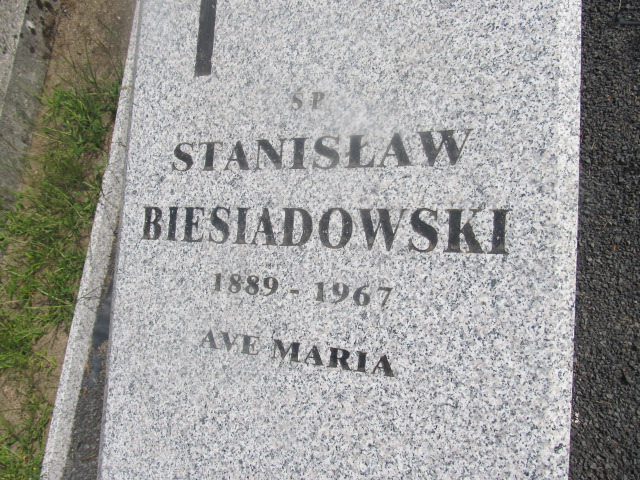 ŚP
STANISŁAW
BIESIADOWSKI
1889 - 1967
AVE MARIA